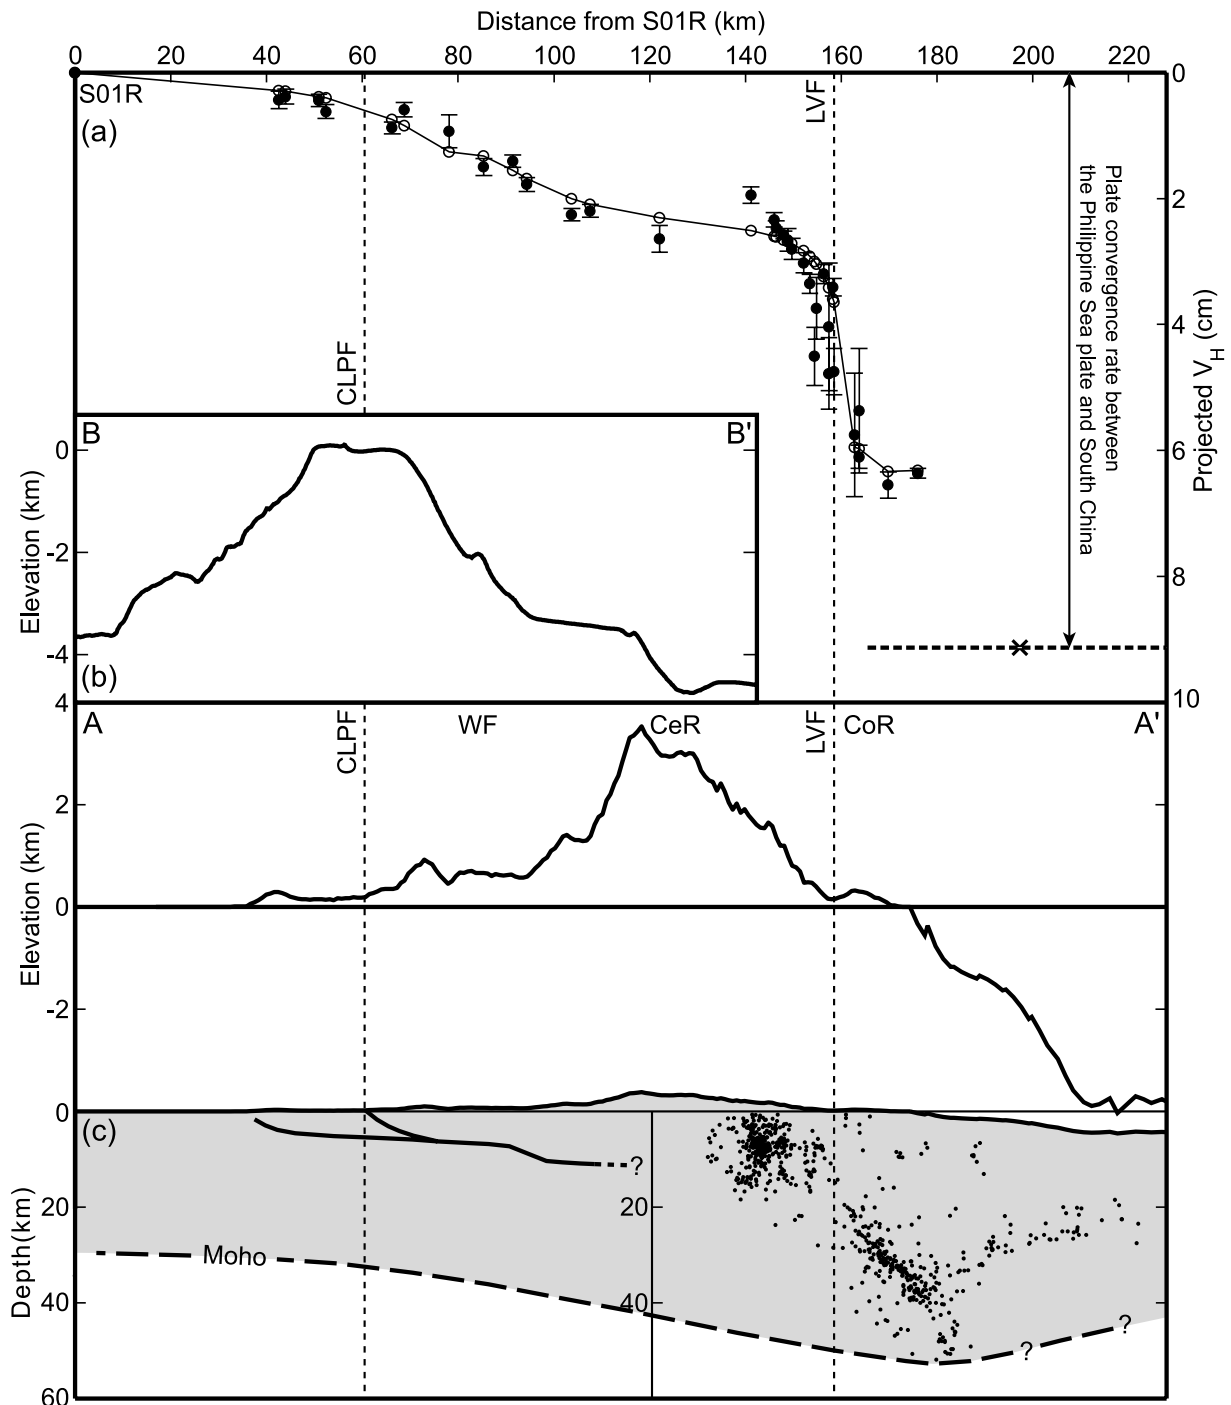 Distance from S01R (km)
0 20 40 60 80 100 120 140 160 180 200 220
S01R
(a)
CLPF
LVF
Plate convergence rate between
the Philippine Sea plate and South China
0
2
4
6
8
10
Projected V_H (cm)
B
B'
0
-2
-4
Elevation (km)
(b)
4
A
CLPF
WF
CeR
LVF
CoR
A'
2
0
-2
Elevation (km)
Elevation (km)
0
(c)
?
20
20
Depth(km)
Moho
40
40
?
?
60